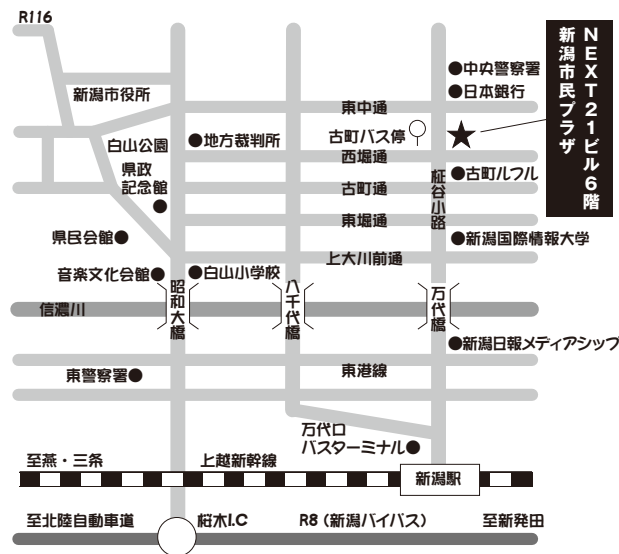 R116
NEXT21ビル6階
新潟市民プラザ
●中央警察署
●日本銀行
新潟市役所
東中通
古町バス停
白山公園
●地方裁判所
西堀通
県政
記念館
●
柾谷小路
●古町ルフル
古町通
東堀通
県民会館●
●新潟国際情報大学
上大川前通
音楽文化会館●
●白山小学校
昭和大橋
八千代橋
万代橋
信濃川
●新潟日報メディアシップ
東警察署●
東港線
万代口
バスターミナル●
至燕・三条
上越新幹線
新潟駅
至北陸自動車道
桜木I.C
R8（新潟バイパス）
至新発田